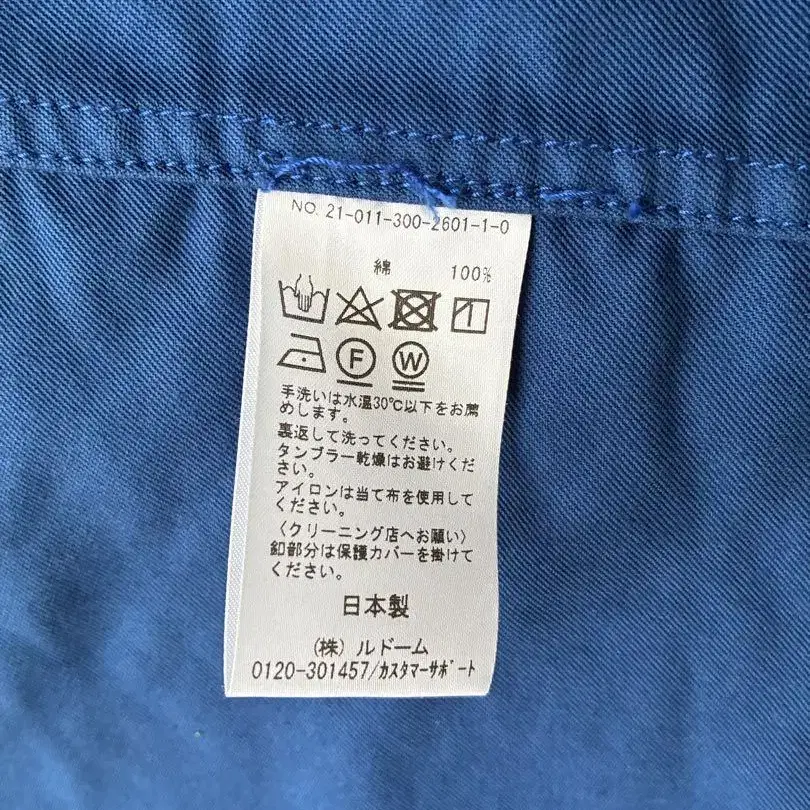 NO. 21-011-300-2601-1-0
綿 100%
F W
手洗いは水温30℃以下をお薦
めします。
裏返して洗ってください。
タンブラー乾燥はお避けくだ
さい。
アイロンは当て布を使用して
ください。
〈クリーニング店へお願い〉
釦部分は保護カバーを掛けて
ください。
日本製
(株) ルドーム
0120-301457/カスタマーサポート